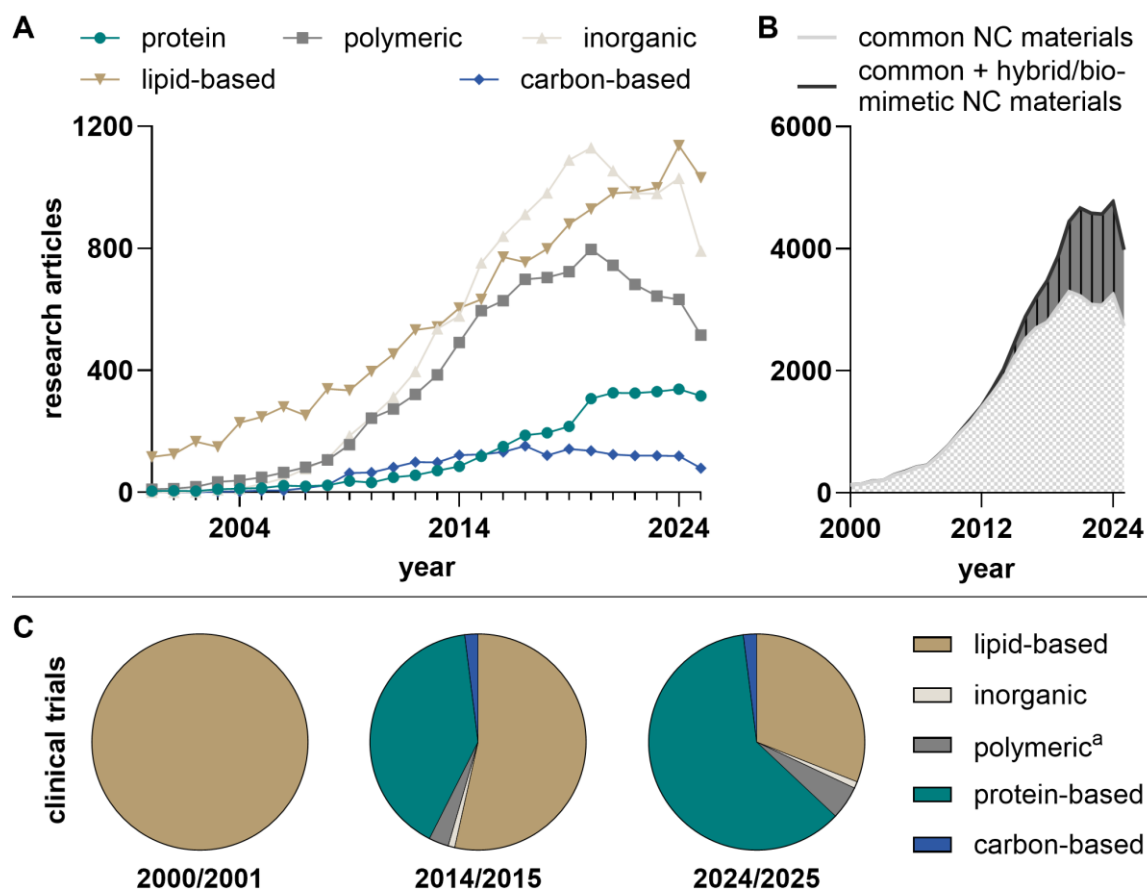 A
protein
polymeric
inorganic
lipid-based
carbon-based
1200
800
400
0
research articles
2004
2014
2024
year
B
common NC materials
common + hybrid/bio-
mimetic NC materials
6000
4000
2000
0
2000
2012
2024
year
C
clinical trials
2000/2001
2014/2015
2024/2025
lipid-based
inorganic
polymericᵃ
protein-based
carbon-based